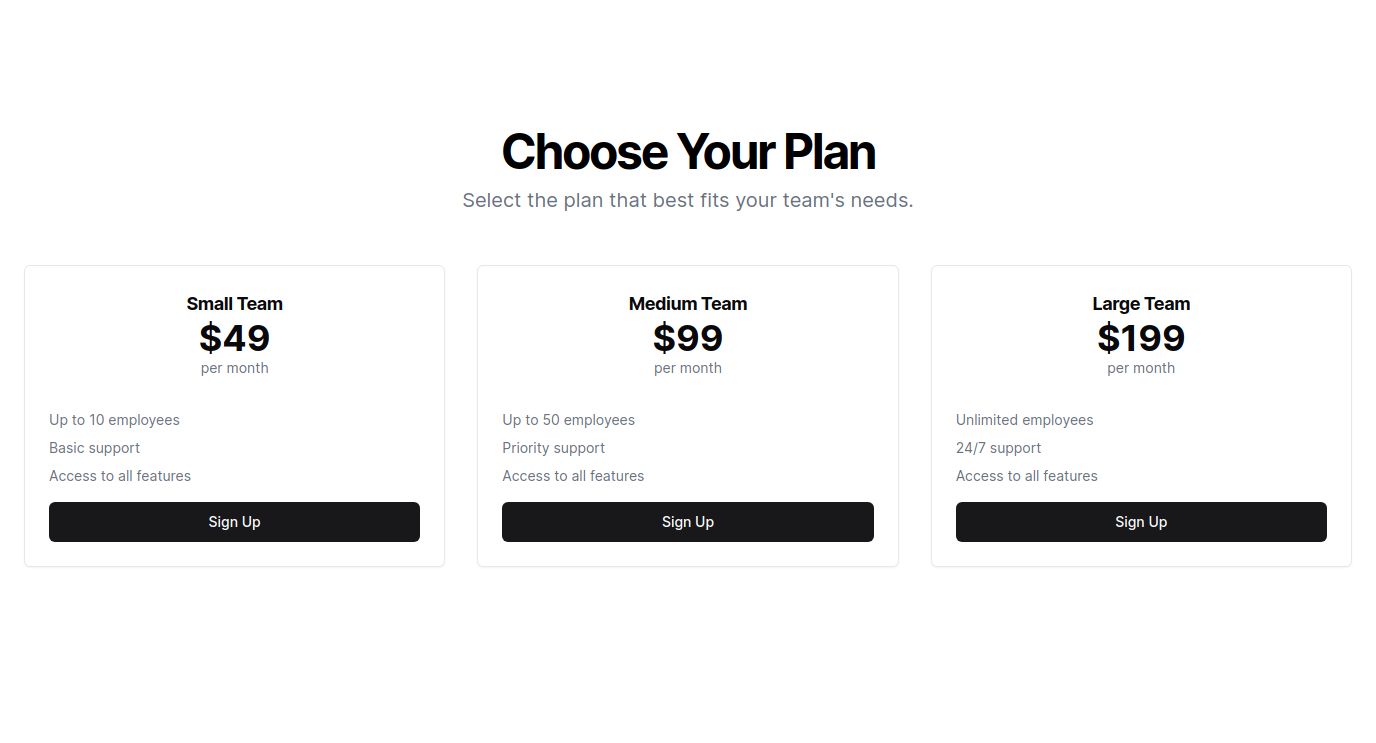 Choose Your Plan
Select the plan that best fits your team's needs.
Small Team
$49
per month
Up to 10 employees
Basic support
Access to all features
Sign Up
Medium Team
$99
per month
Up to 50 employees
Priority support
Access to all features
Sign Up
Large Team
$199
per month
Unlimited employees
24/7 support
Access to all features
Sign Up